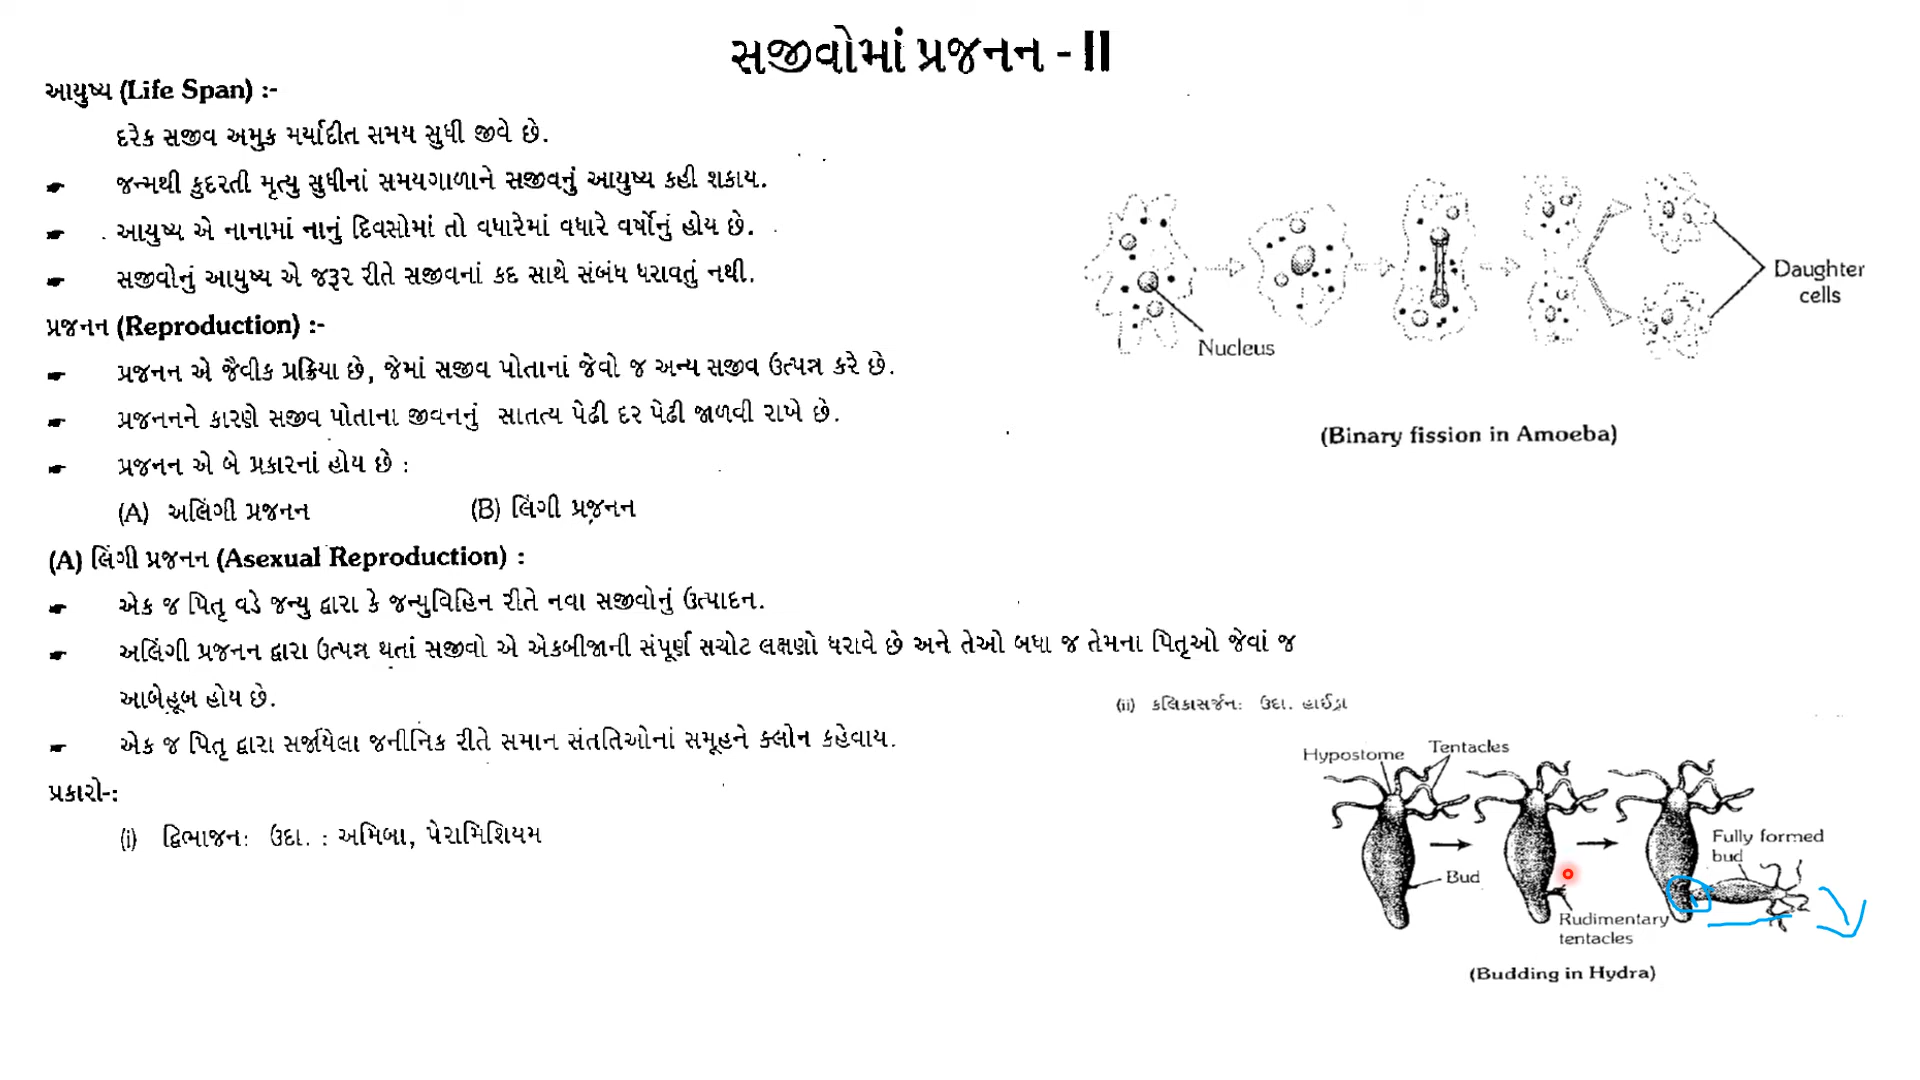 સજીવોમાં પ્રજનન - II
આયુષ્ય (Life Span) :-
દરેક સજીવ અમુક મર્યાદીત સમય સુધી જીવે છે.
જન્મથી કુદરતી મૃત્યુ સુધીનાં સમયગાળાને સજીવનું આયુષ્ય કહી શકાય.
આયુષ્ય એ નાનામાં નાનું દિવસોમાં તો વધારેમાં વધારે વર્ષોનું હોય છે.
સજીવોનું આયુષ્ય એ જરૂર રીતે સજીવનાં કદ સાથે સંબંધ ધરાવતું નથી.
પ્રજનન (Reproduction) :-
પ્રજનન એ જૈવીક પ્રક્રિયા છે, જેમાં સજીવ પોતાનાં જેવો જ અન્ય સજીવ ઉત્પન્ન કરે છે.
પ્રજનનને કારણે સજીવ પોતાના જીવનનું સાતત્ય પેઢી દર પેઢી જાળવી રાખે છે.
પ્રજનન એ બે પ્રકારનાં હોય છે :
(A) અલિંગી પ્રજનન (B) લિંગી પ્રજનન
(A) લિંગી પ્રજનન (Asexual Reproduction) :
એક જ પિતૃ વડે જન્યુ દ્વારા કે જન્યુવિહિન રીતે નવા સજીવોનું ઉત્પાદન.
અલિંગી પ્રજનન દ્વારા ઉત્પન્ન થતાં સજીવો એ એકબીજાની સંપૂર્ણ સચોટ લક્ષણો ધરાવે છે અને તેઓ બધા જ તેમના પિતૃઓ જેવાં જ
આબેહૂબ હોય છે.
એક જ પિતૃ દ્વારા સર્જાયેલા જનીનિક રીતે સમાન સંતતિઓનાં સમૂહને ક્લોન કહેવાય.
પ્રકારો-:
(i) દ્વિભાજન: ઉદા. : અમિબા, પેરામિશિયમ
Nucleus
Daughter
cells
(Binary fission in Amoeba)
(ii) કલિકાસર્જન: ઉદા. હાઈડ્રા
Hypostome
Tentacles
Bud
Rudimentary
tentacles
Fully formed
bud
(Budding in Hydra)